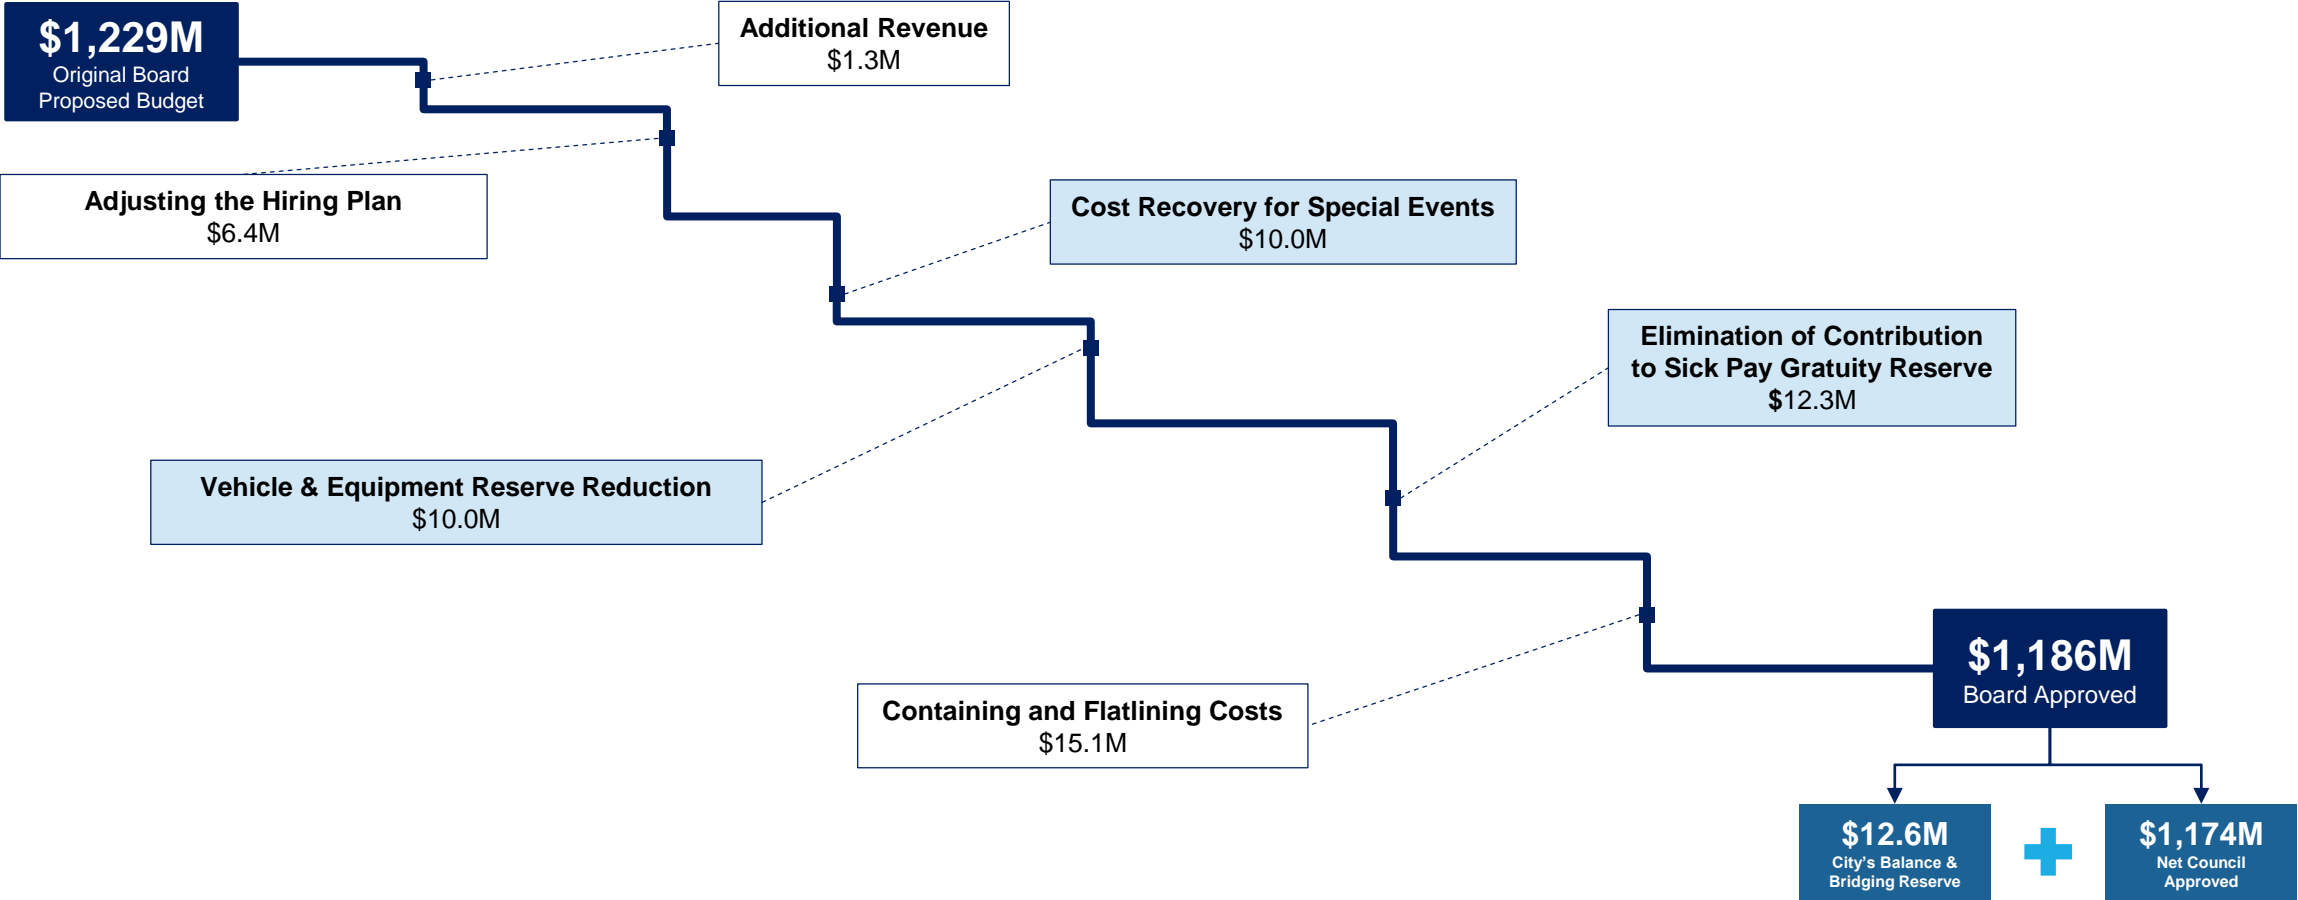 $1,229M
Original Board
Proposed Budget
Additional Revenue
$1.3M
Adjusting the Hiring Plan
$6.4M
Cost Recovery for Special Events
$10.0M
Vehicle & Equipment Reserve Reduction
$10.0M
Elimination of Contribution
to Sick Pay Gratuity Reserve
$12.3M
Containing and Flatlining Costs
$15.1M
$1,186M
Board Approved
$12.6M
City’s Balance &
Bridging Reserve
$1,174M
Net Council
Approved